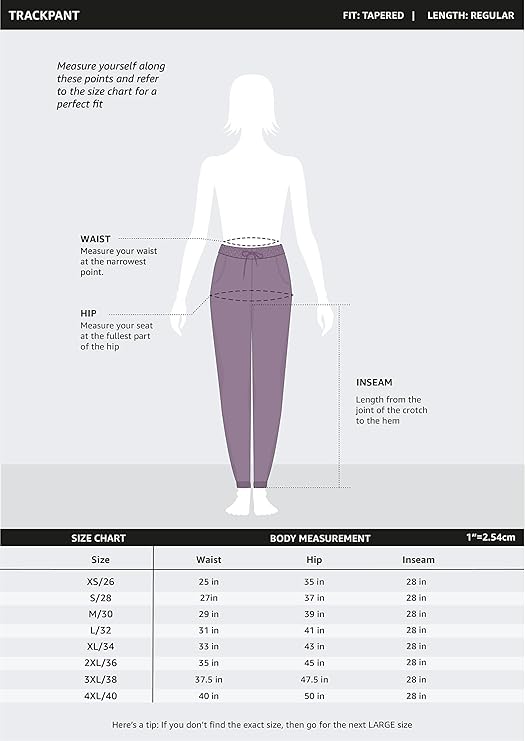 TRACKPANT FIT: TAPERED | LENGTH: REGULAR
Measure yourself along
these points and refer
to the size chart for a
perfect fit
WAIST
Measure your waist
at the narrowest
point.
HIP
Measure your seat
at the fullest part
of the hip
INSEAM
Length from the
joint of the crotch
to the hem
SIZE CHART BODY MEASUREMENT 1"=2.54cm
Size Waist Hip Inseam
XS/26 25 in 35 in 28 in
S/28 27in 37 in 28 in
M/30 29 in 39 in 28 in
L/32 31 in 41 in 28 in
XL/34 33 in 43 in 28 in
2XL/36 35 in 45 in 28 in
3XL/38 37.5 in 47.5 in 28 in
4XL/40 40 in 50 in 28 in
Here's a tip: If you don't find the exact size, then go for the next LARGE size